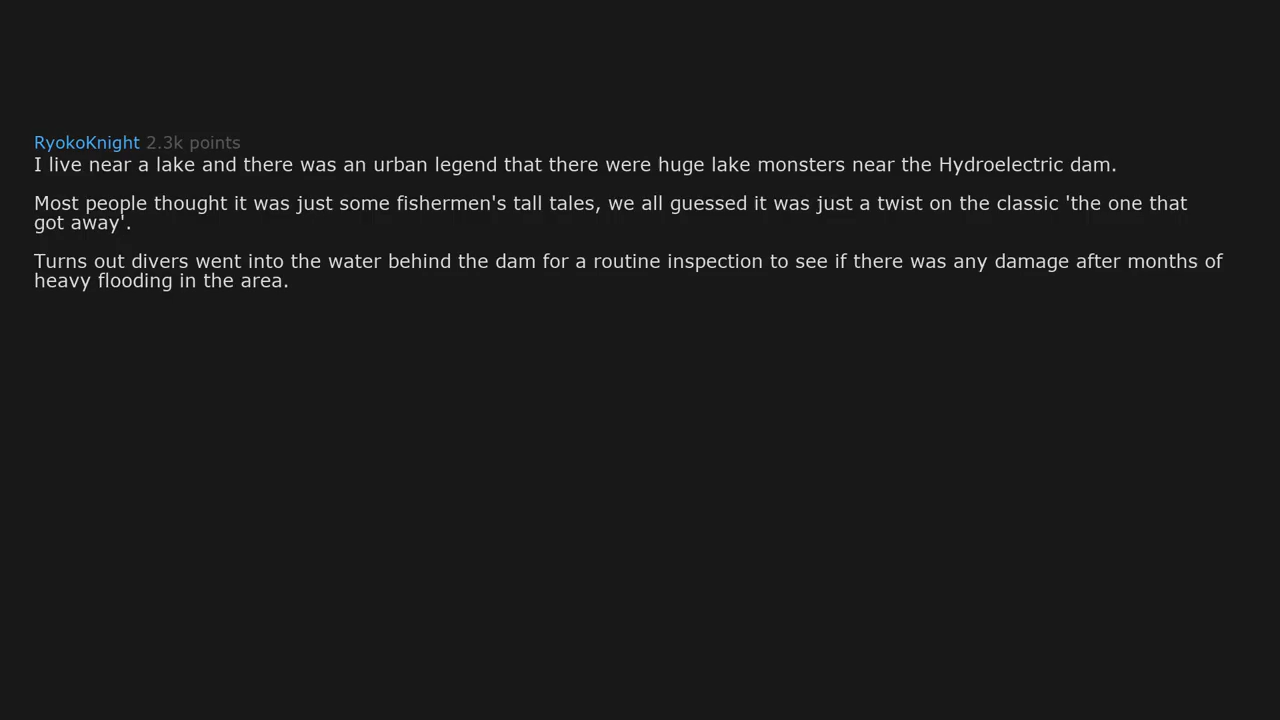 RyokoKnight 2.3k points
I live near a lake and there was an urban legend that there were huge lake monsters near the Hydroelectric dam.
Most people thought it was just some fishermen's tall tales, we all guessed it was just a twist on the classic 'the one that
got away'.
Turns out divers went into the water behind the dam for a routine inspection to see if there was any damage after months of
heavy flooding in the area.